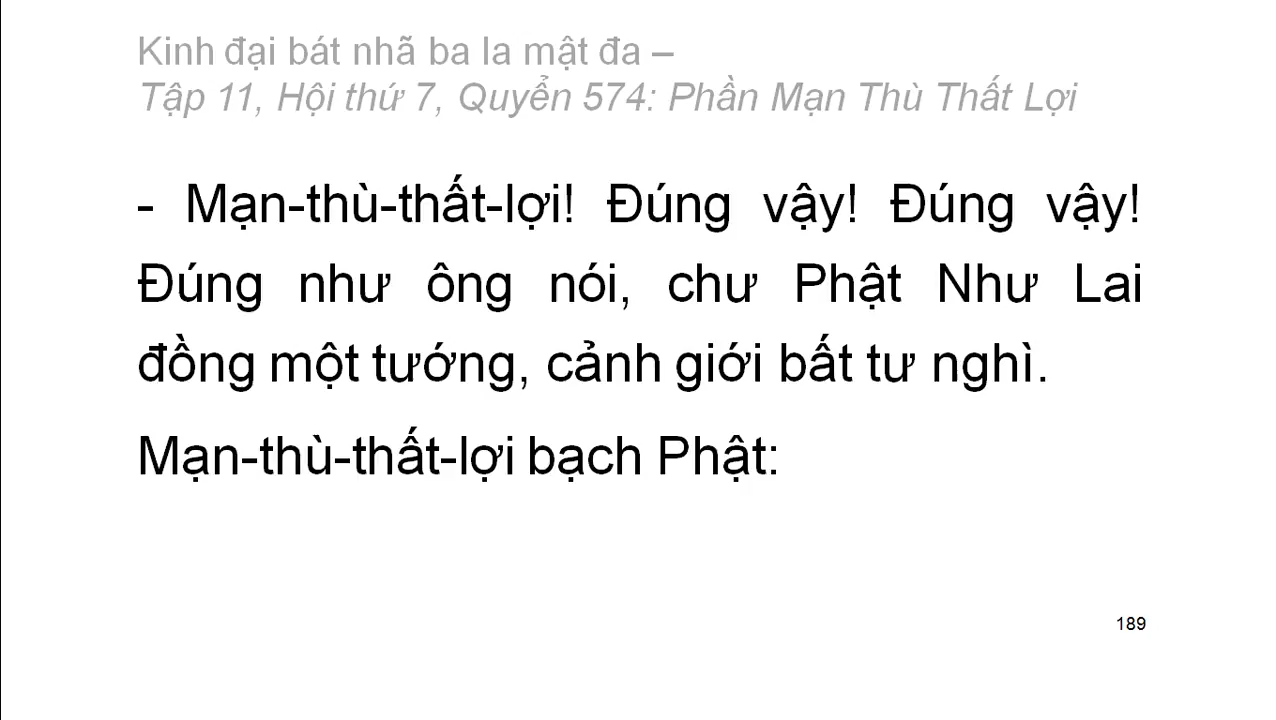 Kinh đại bát nhã ba la mật đa –
Tập 11, Hội thứ 7, Quyển 574: Phần Mạn Thù Thất Lợi
- Mạn-thù-thất-lợi! Đúng vậy! Đúng vậy!
Đúng như ông nói, chư Phật Như Lai
đồng một tướng, cảnh giới bất tư nghì.
Mạn-thù-thất-lợi bạch Phật:
189